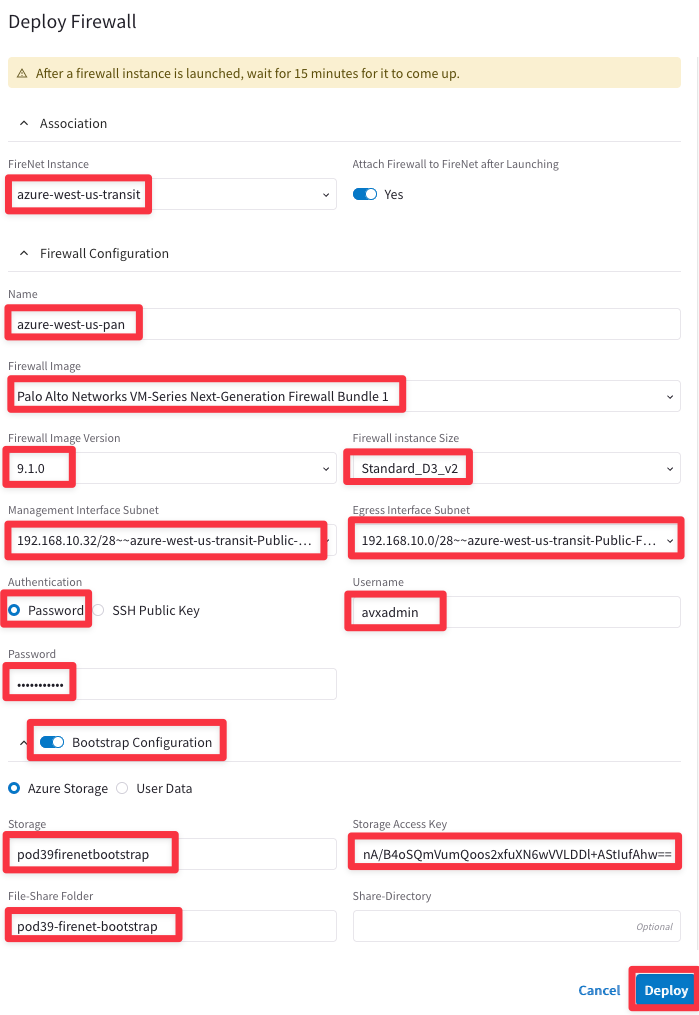 Deploy Firewall
After a firewall instance is launched, wait for 15 minutes for it to come up.
Association
FireNet Instance
Attach Firewall to FireNet after Launching
azure-west-us-transit
Yes
Firewall Configuration
Name
azure-west-us-pan
Firewall Image
Palo Alto Networks VM-Series Next-Generation Firewall Bundle 1
Firewall Image Version
Firewall instance Size
9.1.0
Standard_D3_v2
Management Interface Subnet
Egress Interface Subnet
192.168.10.32/28~~azure-west-us-transit-Public-...
192.168.10.0/28~~azure-west-us-transit-Public-F...
Authentication
Username
Password
SSH Public Key
avxadmin
Password
•••••••••••
Bootstrap Configuration
Azure Storage
User Data
Storage
Storage Access Key
pod39firenetbootstrap
nA/B4oSQmVumQoos2xfuXN6wVVLDDl+AStIufAhw==
File-Share Folder
Share-Directory
pod39-firenet-bootstrap
Optional
Cancel
Deploy